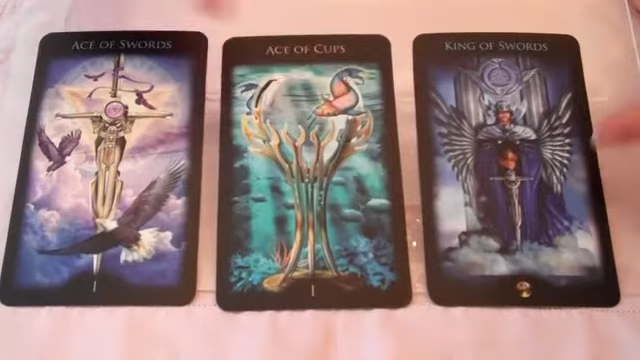 ACE OF SWORDS
ACE OF CUPS
KING OF SWORDS
I
I